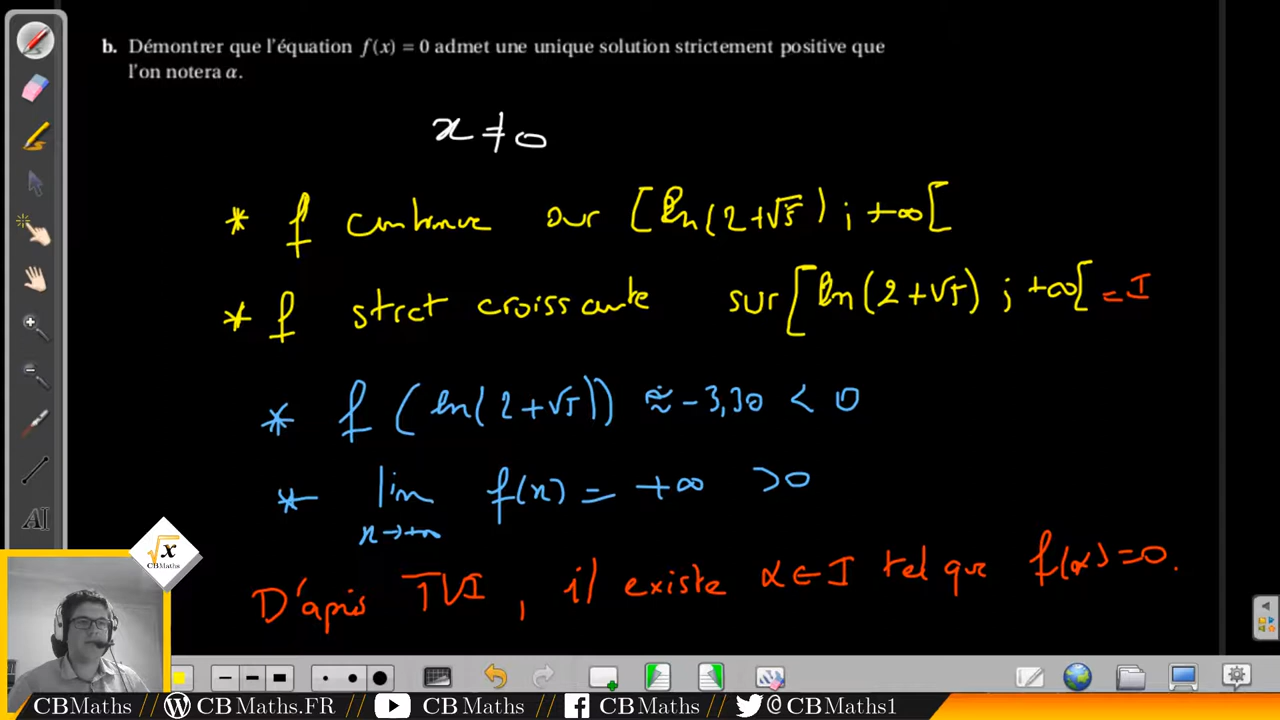 b. Démontrer que l'équation f(x) = 0 admet une unique solution strictement positive que
l'on notera α.
x ≠ 0
* f continue sur [ln(2+√5) ; +∞[
* f strict croissante sur [ln(2+√5) ; +∞[ = I
* f (ln(2+√5)) ≈ -3,30 < 0
* lim f(x) = +∞ >0
x→+∞
D'après TVI, il existe α ∈ I tel que f(α)=0.
√x
CBMaths
CBMaths CBMaths.FR CBMaths CBMaths @CBMaths1